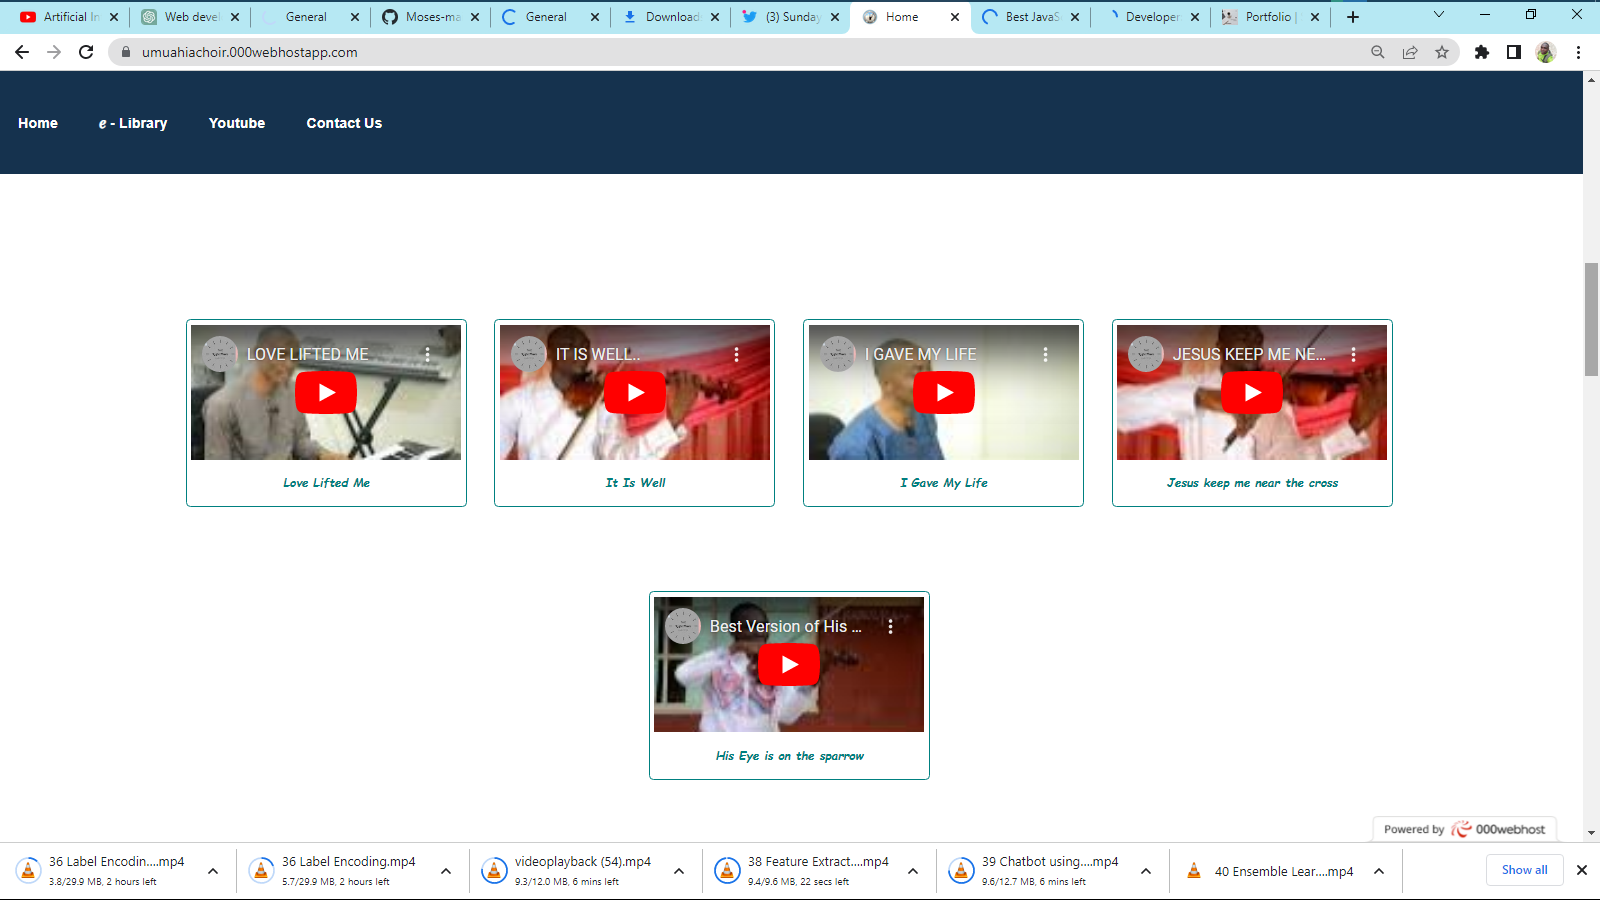 Artificial In
Web devel
General
Moses-ma
General
Download
(3) Sunday
Home
Best JavaS
Developer
Portfolio |
umuahiachoir.000webhostapp.com
Home
e - Library
Youtube
Contact Us
LOVE LIFTED ME
IT IS WELL..
I GAVE MY LIFE
JESUS KEEP ME NE...
Love Lifted Me
It Is Well
I Gave My Life
Jesus keep me near the cross
Best Version of His ...
His Eye is on the sparrow
Powered by 000webhost
36 Label Encodin....mp4
3.8/29.9 MB, 2 hours left
36 Label Encoding.mp4
5.7/29.9 MB, 2 hours left
videoplayback (54).mp4
9.3/12.0 MB, 6 mins left
38 Feature Extract....mp4
9.4/9.6 MB, 22 secs left
39 Chatbot using....mp4
9.6/12.7 MB, 6 mins left
40 Ensemble Lear....mp4
Show all